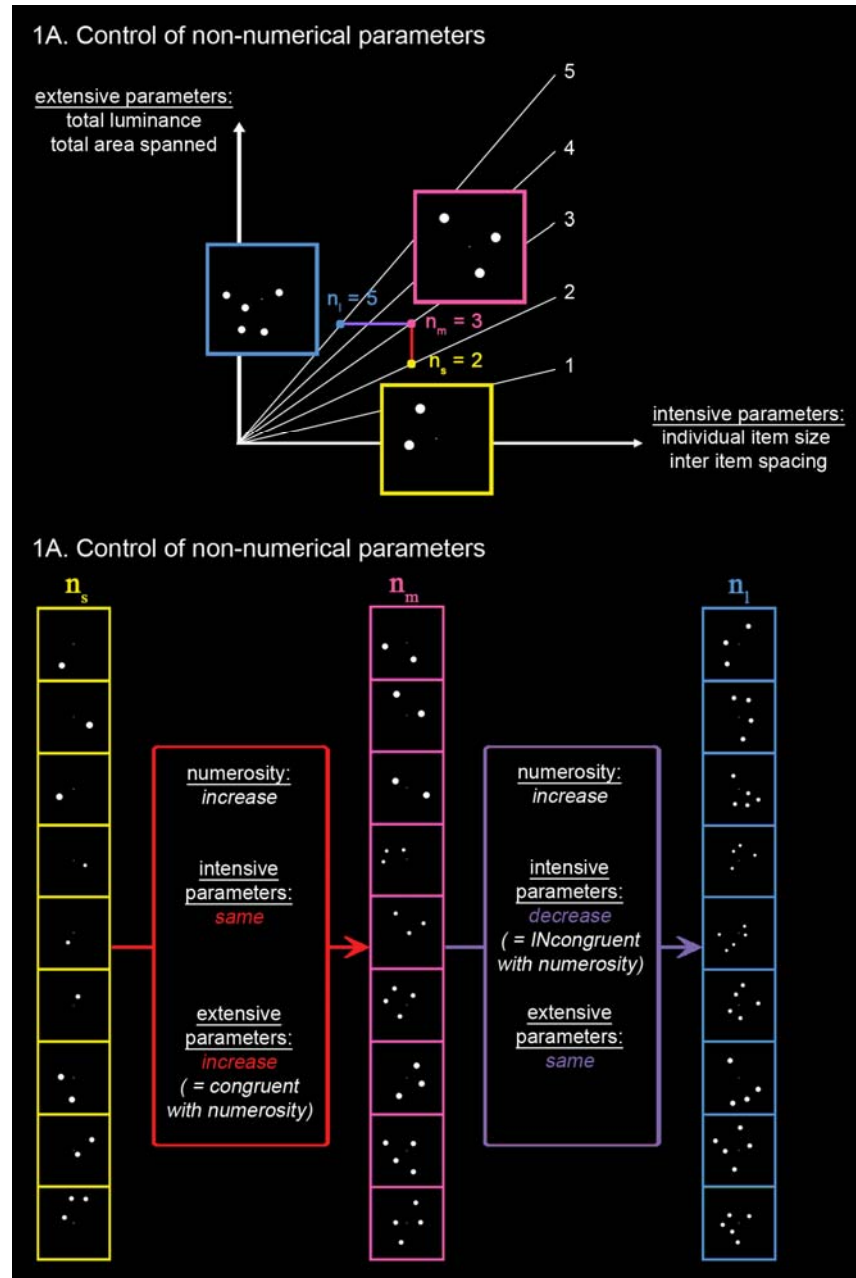 1A. Control of non-numerical parameters
extensive parameters:
total luminance
total area spanned
5
4
3
2
1
n_l = 5
n_m = 3
n_s = 2
intensive parameters:
individual item size
inter item spacing
1A. Control of non-numerical parameters
n_s
n_m
n_l
numerosity:
increase
intensive
parameters:
same
extensive
parameters:
increase
( = congruent
with numerosity)
numerosity:
increase
intensive
parameters:
decrease
( = INcongruent
with numerosity)
extensive
parameters:
same